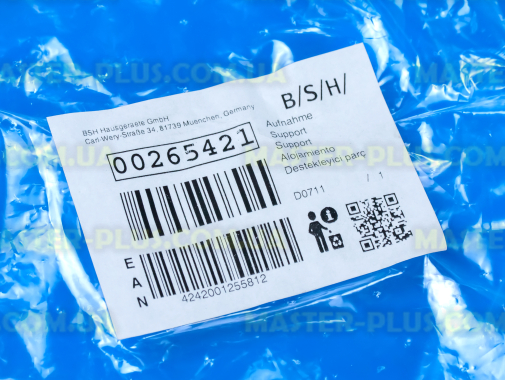 B/S/H/
BSH Hausgeraete GmbH
Carl-Wery-Straße 34, 81739 Muenchen, Germany
00265421
Aufnahme
Support
Support
Alojamiento
Destekleyici parç
D0711 / 1
EAN
4242001255812
MASTER-PLUS.COM.UA